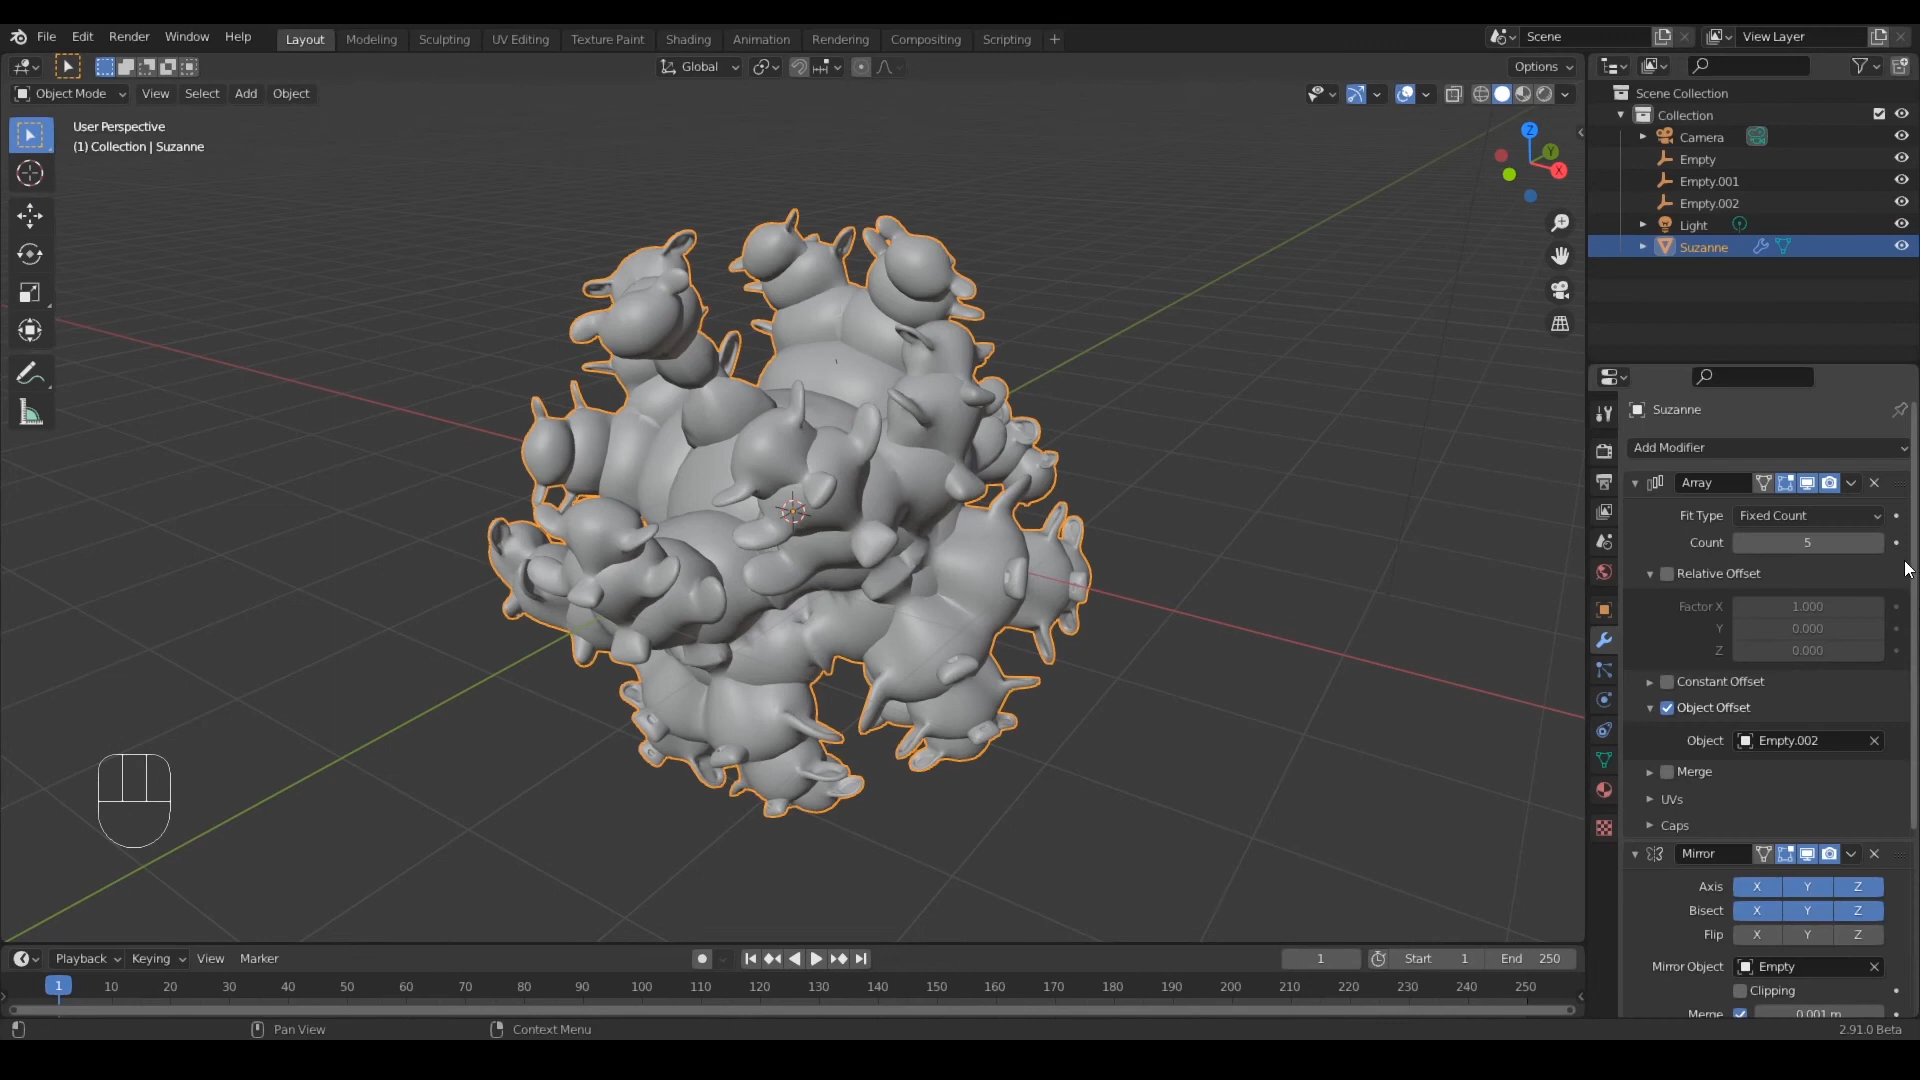 File Edit Render Window Help Layout Modeling Sculpting UV Editing Texture Paint Shading Animation Rendering Compositing Scripting + Scene View Layer
Global Options
Object Mode View Select Add Object
User Perspective
(1) Collection | Suzanne
Z
Y
X
Scene Collection
Collection
Camera
Empty
Empty.001
Empty.002
Light
Suzanne
Suzanne
Add Modifier
Array
Fit Type Fixed Count
Count 5
Relative Offset
Factor X 1.000
Y 0.000
Z 0.000
Constant Offset
Object Offset
Object Empty.002
Merge
UVs
Caps
Mirror
Axis X Y Z
Bisect X Y Z
Flip X Y Z
Mirror Object Empty
Clipping
Merge 0.001 m
Playback Keying View Marker 1 Start 1 End 250
1 10 20 30 40 50 60 70 80 90 100 110 120 130 140 150 160 170 180 190 200 210 220 230 240 250
Pan View Context Menu 2.91.0 Beta